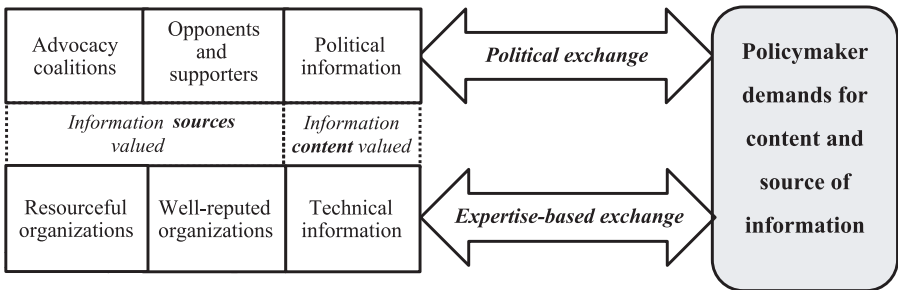 Advocacy
coalitions
Opponents
and
supporters
Political
information
Political exchange
Information sources
valued
Information
content valued
Resourceful
organizations
Well-reputed
organizations
Technical
information
Expertise-based exchange
Policymaker
demands for
content and
source of
information